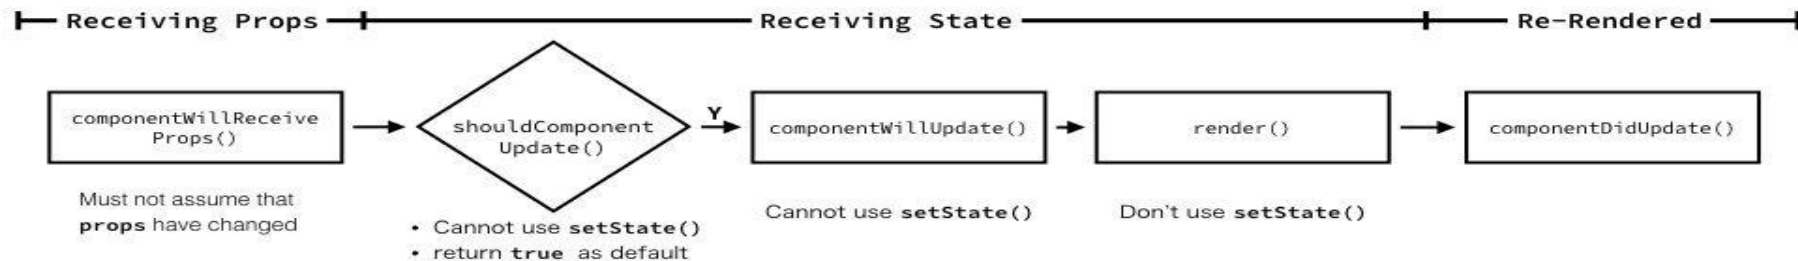 Receiving Props
Receiving State
Re-Rendered
componentWillReceive
Props()
shouldComponent
Update()
Y
componentWillUpdate()
render()
componentDidUpdate()
Must not assume that
props have changed
• Cannot use setState()
• return true as default
Cannot use setState()
Don't use setState()